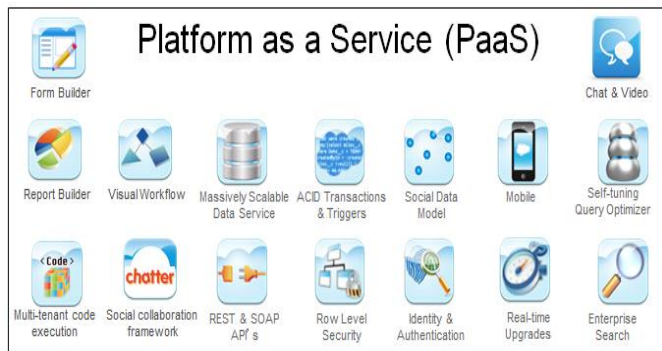 Platform as a Service (PaaS)
Form Builder
Chat & Video
Report Builder
Visual Workflow
Massively Scalable
Data Service
ACID Transactions
& Triggers
Social Data
Model
Mobile
Self-tuning
Query Optimizer
<Code>
Multi-tenant code
execution
chatter
Social collaboration
framework
REST & SOAP
API's
Row Level
Security
Identity &
Authentication
Real-time
Upgrades
Enterprise
Search